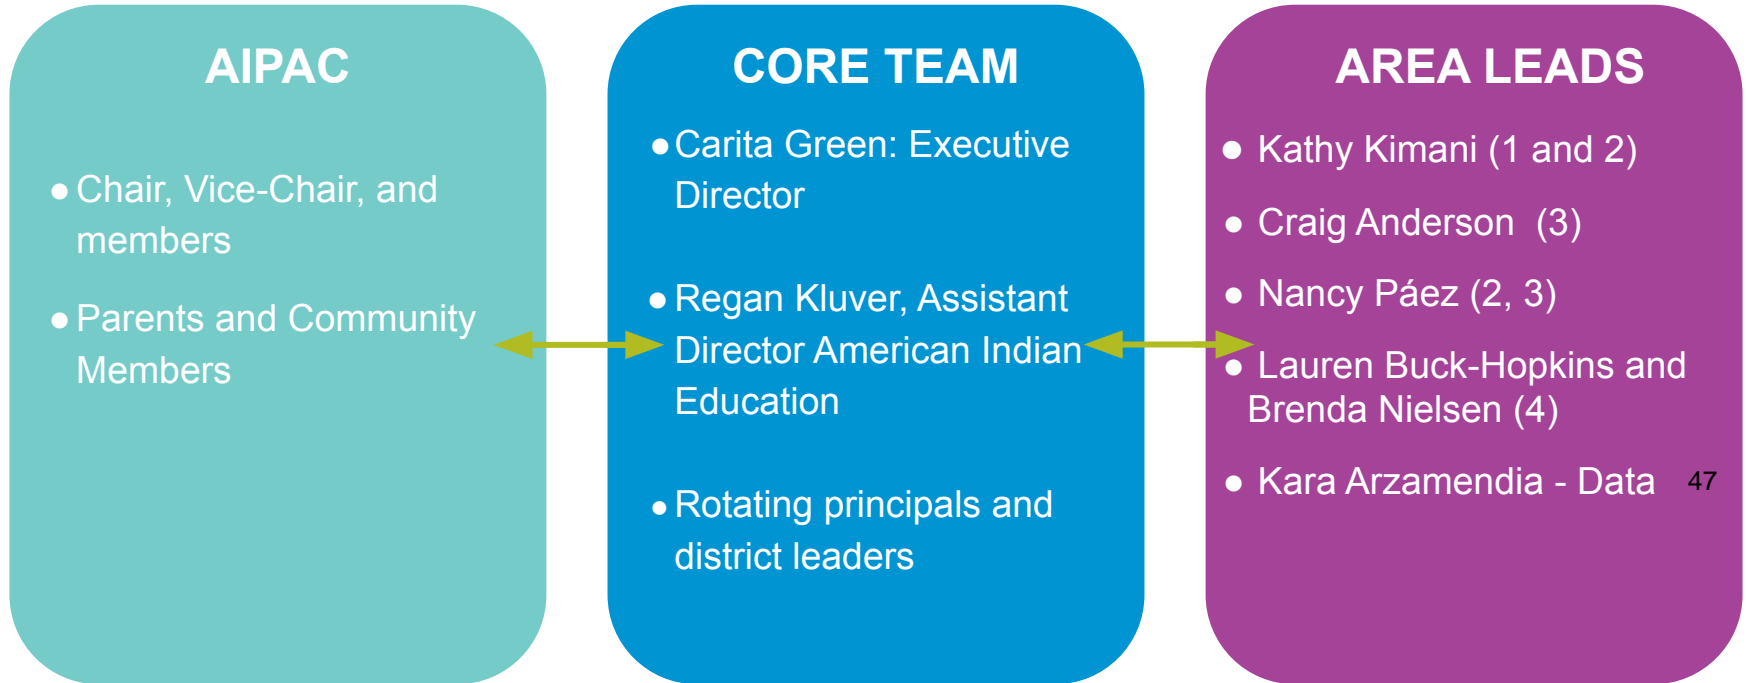 AIPAC
● Chair, Vice-Chair, and
members
● Parents and Community
Members
CORE TEAM
● Carita Green: Executive
Director
● Regan Kluver, Assistant
Director American Indian
Education
● Rotating principals and
district leaders
AREA LEADS
● Kathy Kimani (1 and 2)
● Craig Anderson (3)
● Nancy Páez (2, 3)
● Lauren Buck-Hopkins and
Brenda Nielsen (4)
● Kara Arzamendia - Data
47